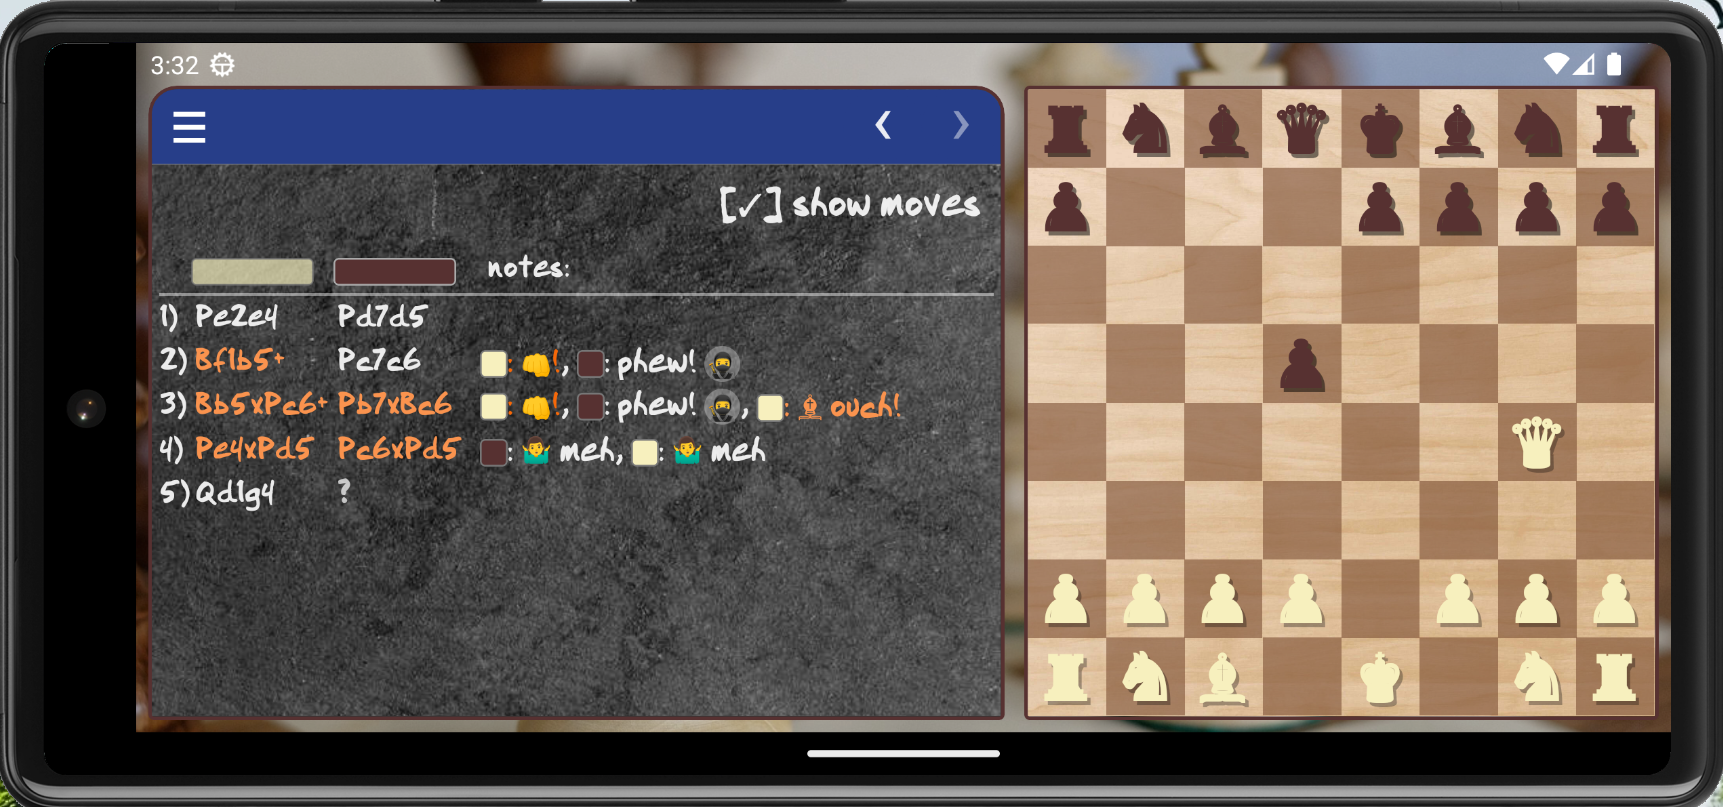 3:32
[✓] show moves
notes:
1) Pe2e4 Pd7d5
2) Bf1b5+ Pc7c6 : 👊!, : phew! 🥷
3) Bb5xPc6+ Pb7xBc6 : 👊!, : phew! 🥷, : ♗ ouch!
4) Pe4xPd5 Pc6xPd5 : 🤷‍♂️ meh, : 🤷‍♂️ meh
5) Qd1g4 ?